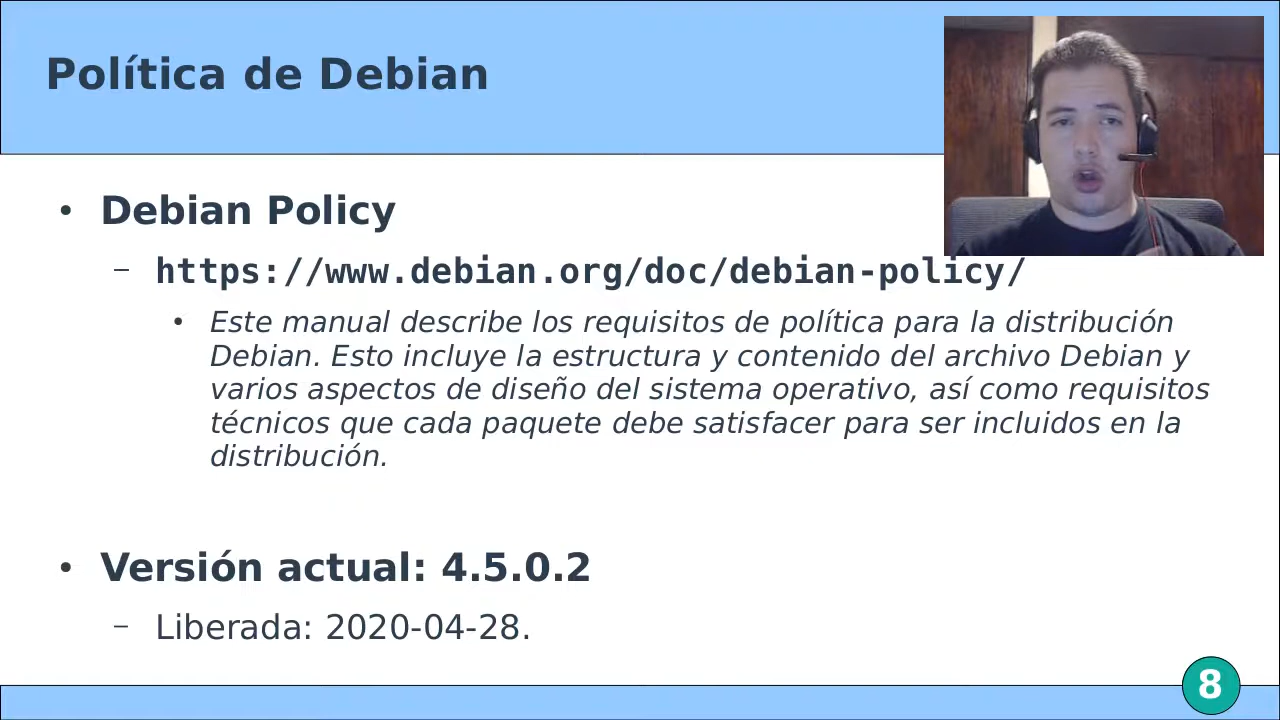 Política de Debian
• Debian Policy
– https://www.debian.org/doc/debian-policy/
• Este manual describe los requisitos de política para la distribución
Debian. Esto incluye la estructura y contenido del archivo Debian y
varios aspectos de diseño del sistema operativo, así como requisitos
técnicos que cada paquete debe satisfacer para ser incluidos en la
distribución.
• Versión actual: 4.5.0.2
– Liberada: 2020-04-28.
8